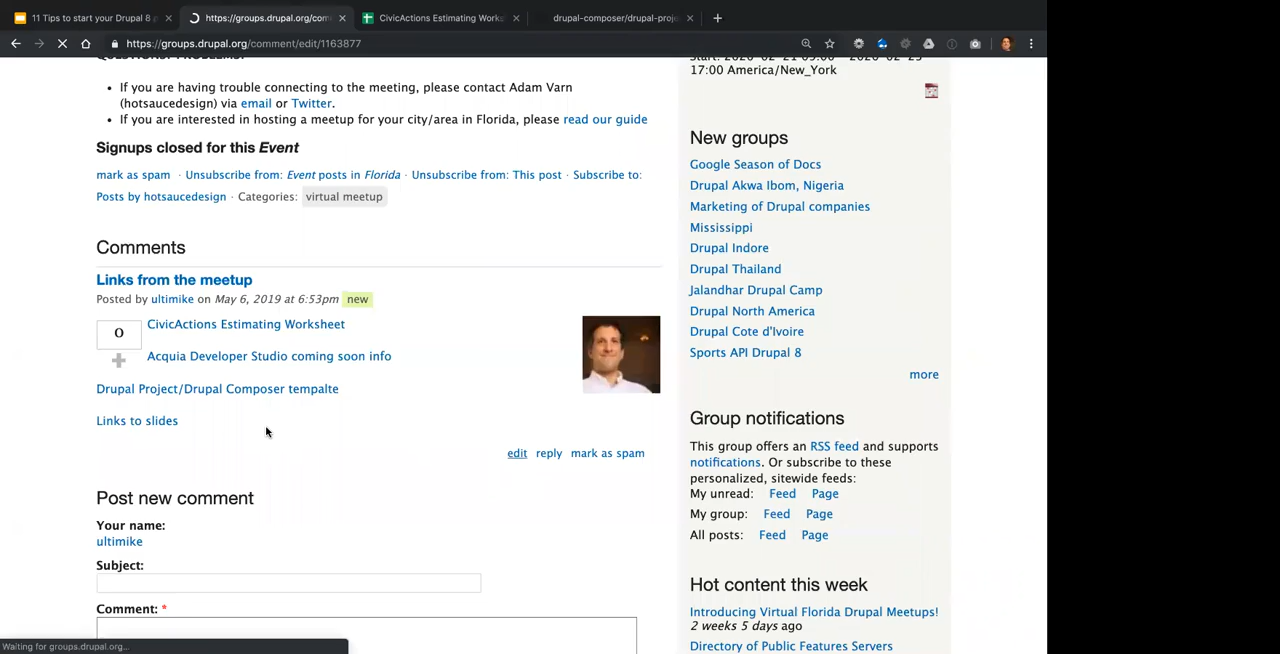 11 Tips to start your Drupal 8 p
https://groups.drupal.org/com
CivicActions Estimating Works
drupal-composer/drupal-proje
https://groups.drupal.org/comment/edit/1163877
If you are having trouble connecting to the meeting, please contact Adam Varn
(hotsaucedesign) via email or Twitter.
If you are interested in hosting a meetup for your city/area in Florida, please read our guide
Signups closed for this Event
mark as spam · Unsubscribe from: Event posts in Florida · Unsubscribe from: This post · Subscribe to:
Posts by hotsaucedesign · Categories: virtual meetup
Comments
Links from the meetup
Posted by ultimike on May 6, 2019 at 6:53pm new
0
CivicActions Estimating Worksheet
Acquia Developer Studio coming soon info
Drupal Project/Drupal Composer tempalte
Links to slides
edit reply mark as spam
Post new comment
Your name:
ultimike
Subject:
Comment: *
17:00 America/New_York
New groups
Google Season of Docs
Drupal Akwa Ibom, Nigeria
Marketing of Drupal companies
Mississippi
Drupal Indore
Drupal Thailand
Jalandhar Drupal Camp
Drupal North America
Drupal Cote d'Ivoire
Sports API Drupal 8
more
Group notifications
This group offers an RSS feed and supports
notifications. Or subscribe to these
personalized, sitewide feeds:
My unread: Feed Page
My group: Feed Page
All posts: Feed Page
Hot content this week
Introducing Virtual Florida Drupal Meetups!
2 weeks 5 days ago
Directory of Public Features Servers
Waiting for groups.drupal.org...